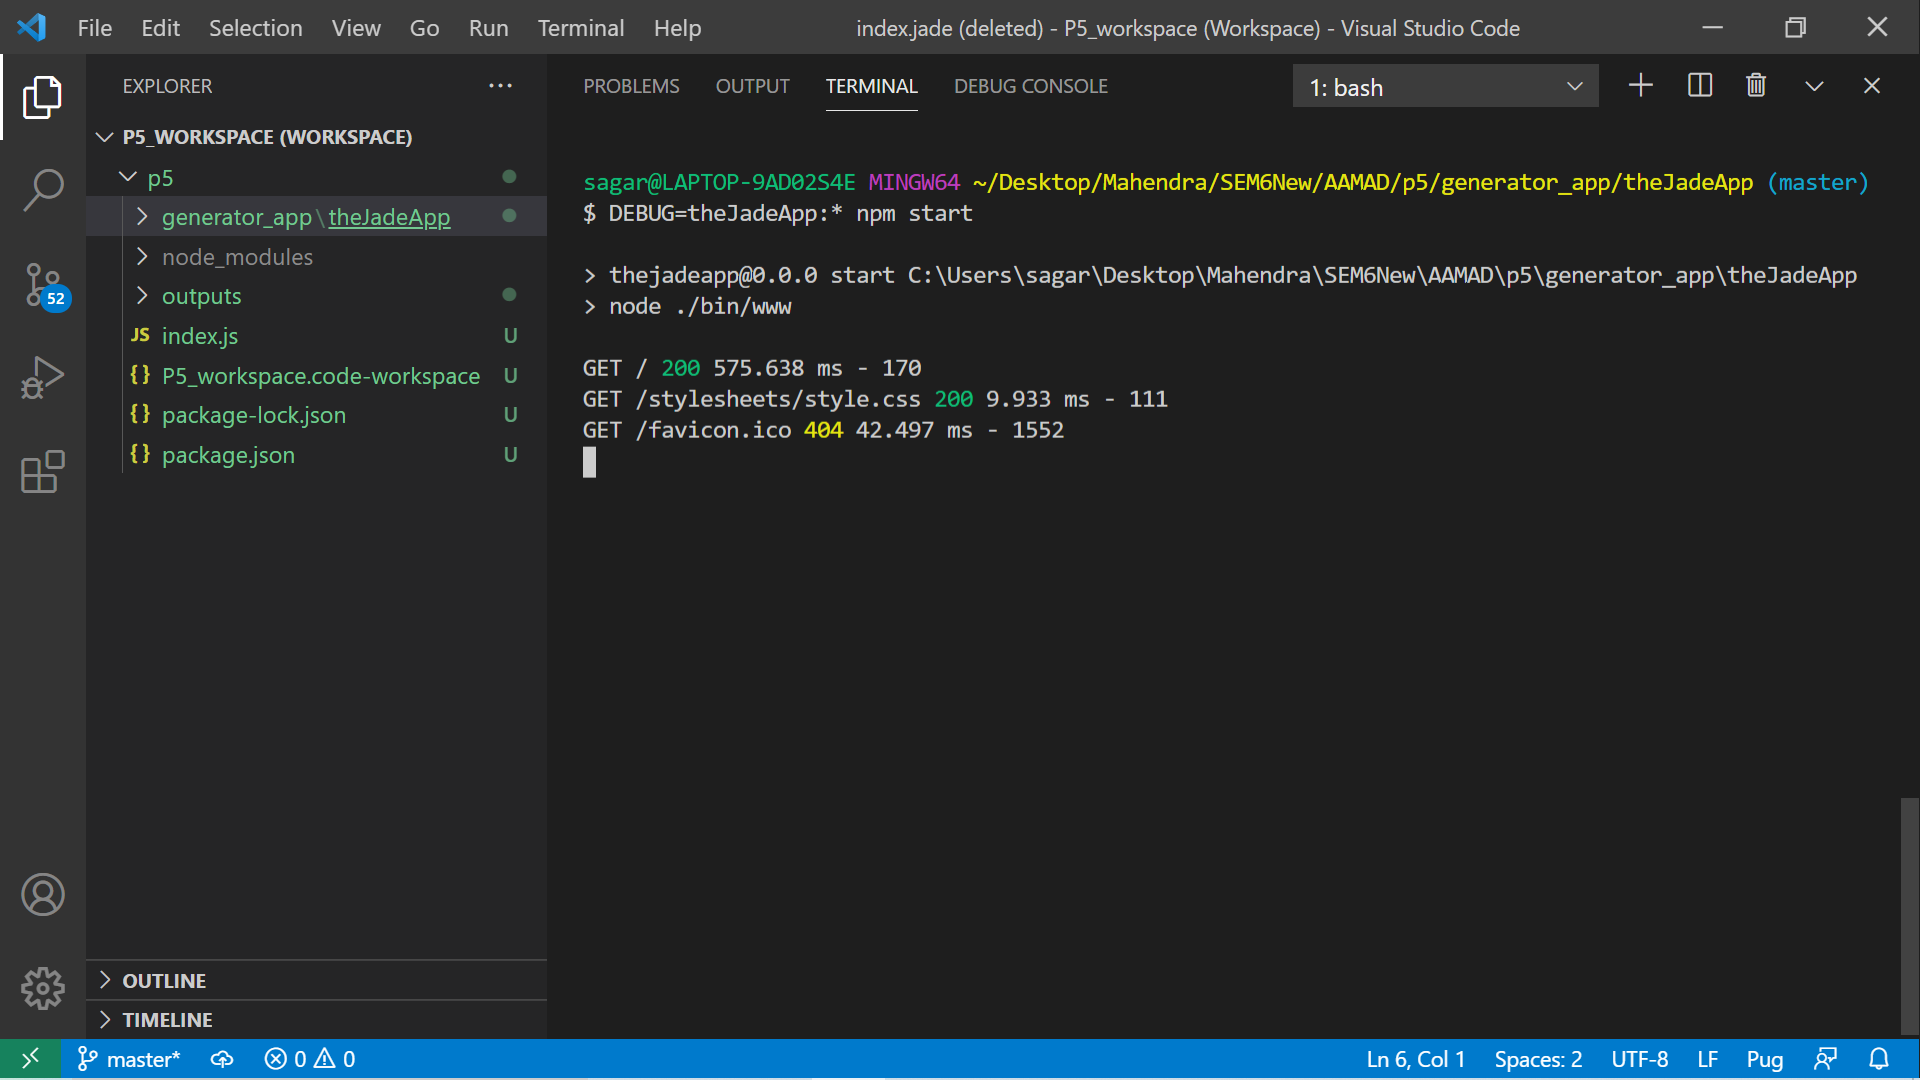 File Edit Selection View Go Run Terminal Help index.jade (deleted) - P5_workspace (Workspace) - Visual Studio Code
EXPLORER
P5_WORKSPACE (WORKSPACE)
p5
generator_app\theJadeApp
node_modules
outputs
JS index.js U
{} P5_workspace.code-workspace U
{} package-lock.json U
{} package.json U
52
OUTLINE
TIMELINE
PROBLEMS OUTPUT TERMINAL DEBUG CONSOLE 1: bash
sagar@LAPTOP-9AD02S4E MINGW64 ~/Desktop/Mahendra/SEM6New/AAMAD/p5/generator_app/theJadeApp (master)
$ DEBUG=theJadeApp:* npm start
> thejadeapp@0.0.0 start C:\Users\sagar\Desktop\Mahendra\SEM6New\AAMAD\p5\generator_app\theJadeApp
> node ./bin/www
GET / 200 575.638 ms - 170
GET /stylesheets/style.css 200 9.933 ms - 111
GET /favicon.ico 404 42.497 ms - 1552
master* 0 0 Ln 6, Col 1 Spaces: 2 UTF-8 LF Pug